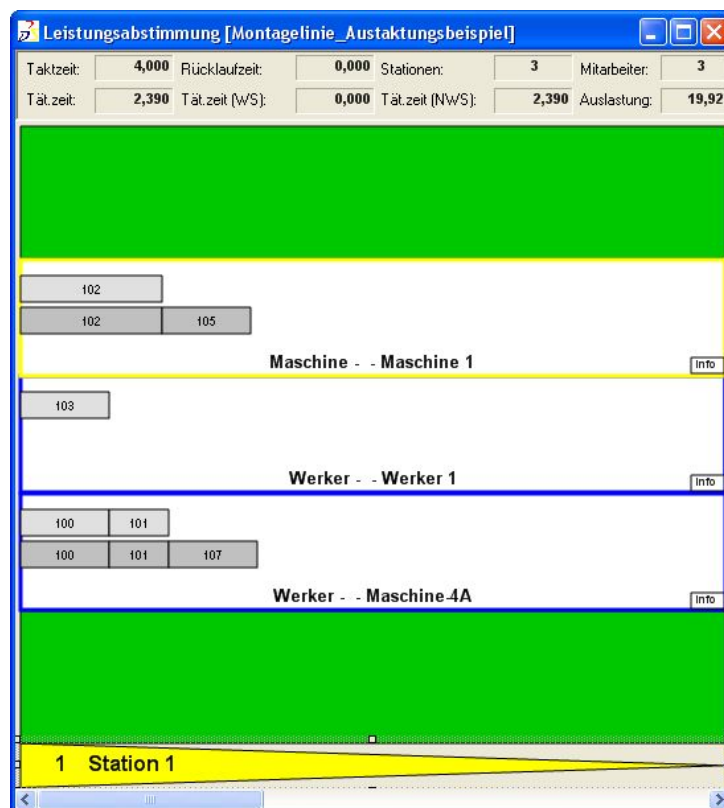 Leistungsabstimmung [Montagelinie_Austaktungsbeispiel]
Taktzeit: 4,000 Rücklaufzeit: 0,000 Stationen: 3 Mitarbeiter: 3
Tät.zeit: 2,390 Tät.zeit (WS): 0,000 Tät.zeit (NWS): 2,390 Auslastung: 19,92
102
102 105
Maschine - - Maschine 1 Info
103
Werker - - Werker 1 Info
100 101
100 101 107
Werker - - Maschine-4A Info
1 Station 1